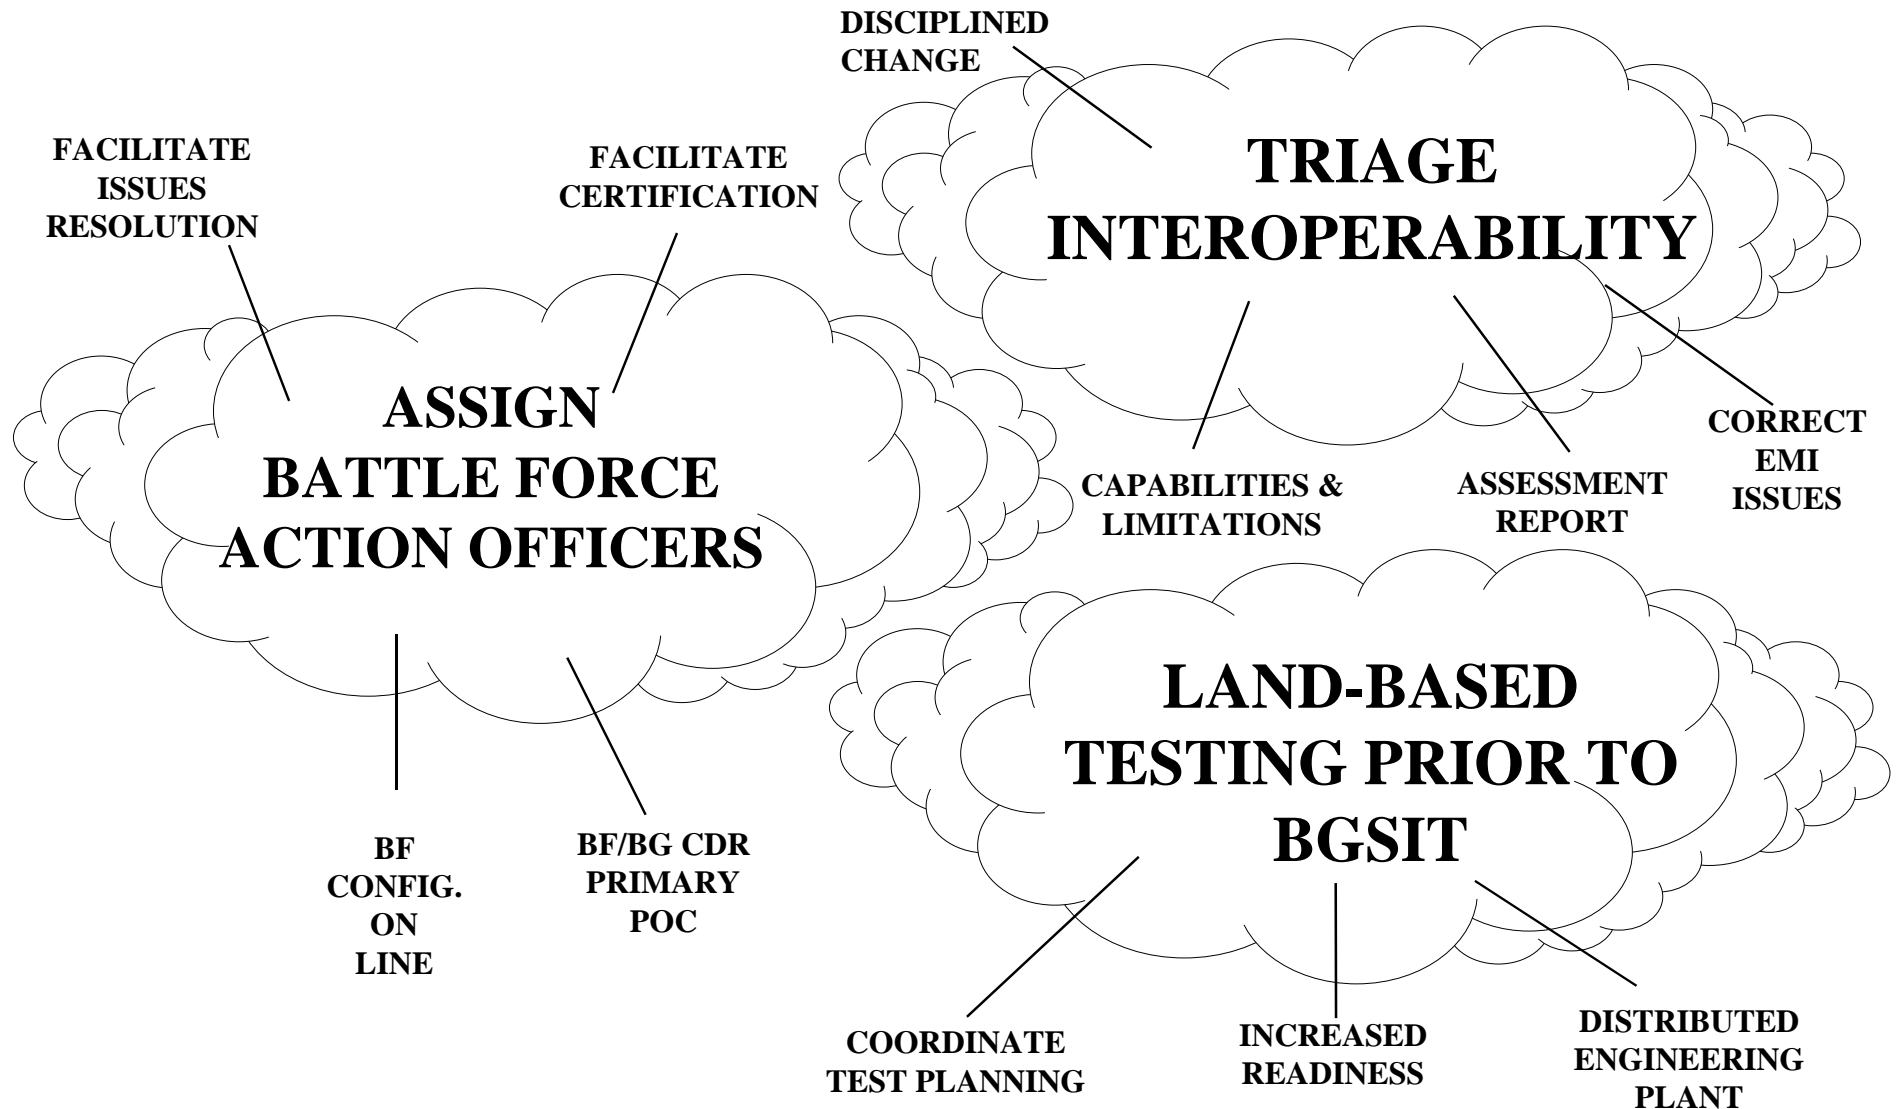 DISCIPLINED
CHANGE
TRIAGE
INTEROPERABILITY
FACILITATE
ISSUES
RESOLUTION
FACILITATE
CERTIFICATION
ASSIGN
BATTLE FORCE
ACTION OFFICERS
CAPABILITIES &
LIMITATIONS
ASSESSMENT
REPORT
CORRECT
EMI
ISSUES
LAND-BASED
TESTING PRIOR TO
BGSIT
BF
CONFIG.
ON
LINE
BF/BG CDR
PRIMARY
POC
COORDINATE
TEST PLANNING
INCREASED
READINESS
DISTRIBUTED
ENGINEERING
PLANT